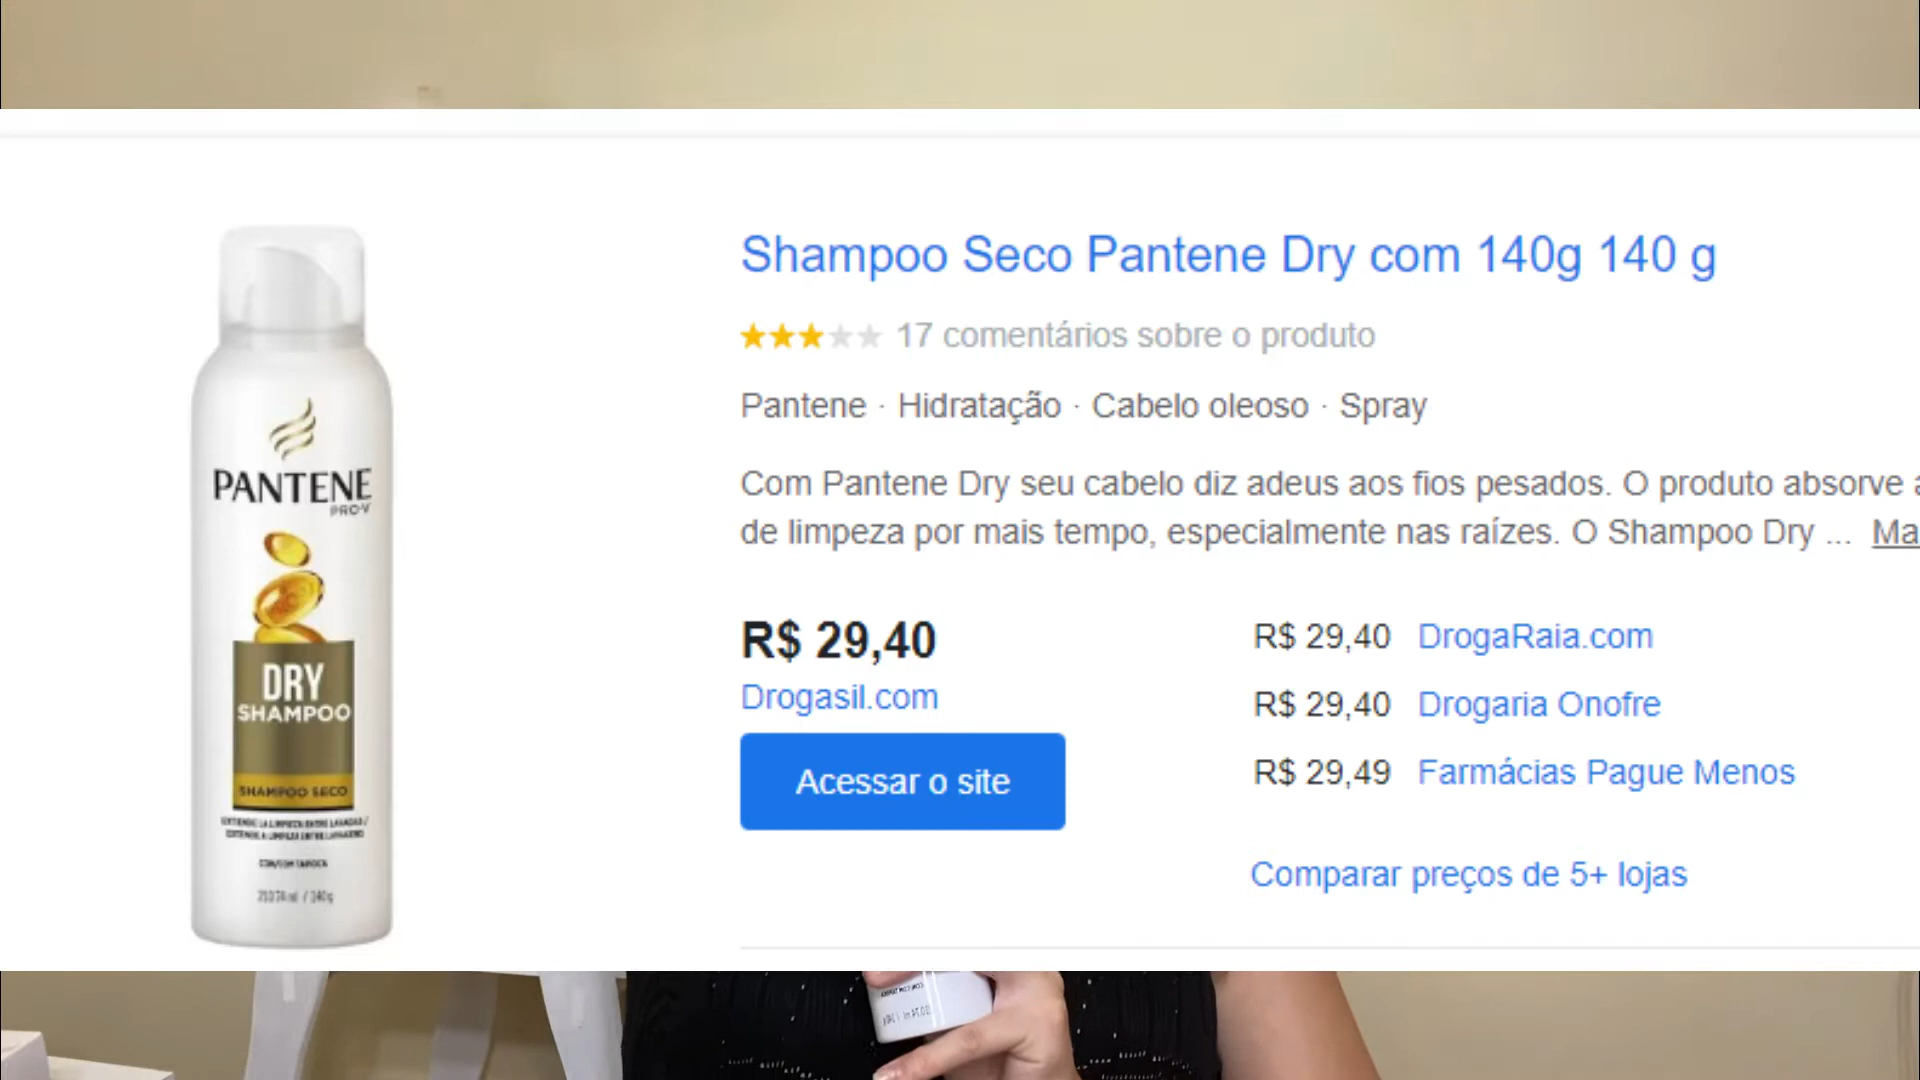 Shampoo Seco Pantene Dry com 140g 140 g
17 comentários sobre o produto
Pantene · Hidratação · Cabelo oleoso · Spray
Com Pantene Dry seu cabelo diz adeus aos fios pesados. O produto absorve
de limpeza por mais tempo, especialmente nas raízes. O Shampoo Dry ... Ma
R$ 29,40
Drogasil.com
Acessar o site
R$ 29,40 DrogaRaia.com
R$ 29,40 Drogaria Onofre
R$ 29,49 Farmácias Pague Menos
Comparar preços de 5+ lojas
PANTENE
PRO-V
DRY
SHAMPOO
SHAMPOO SECO